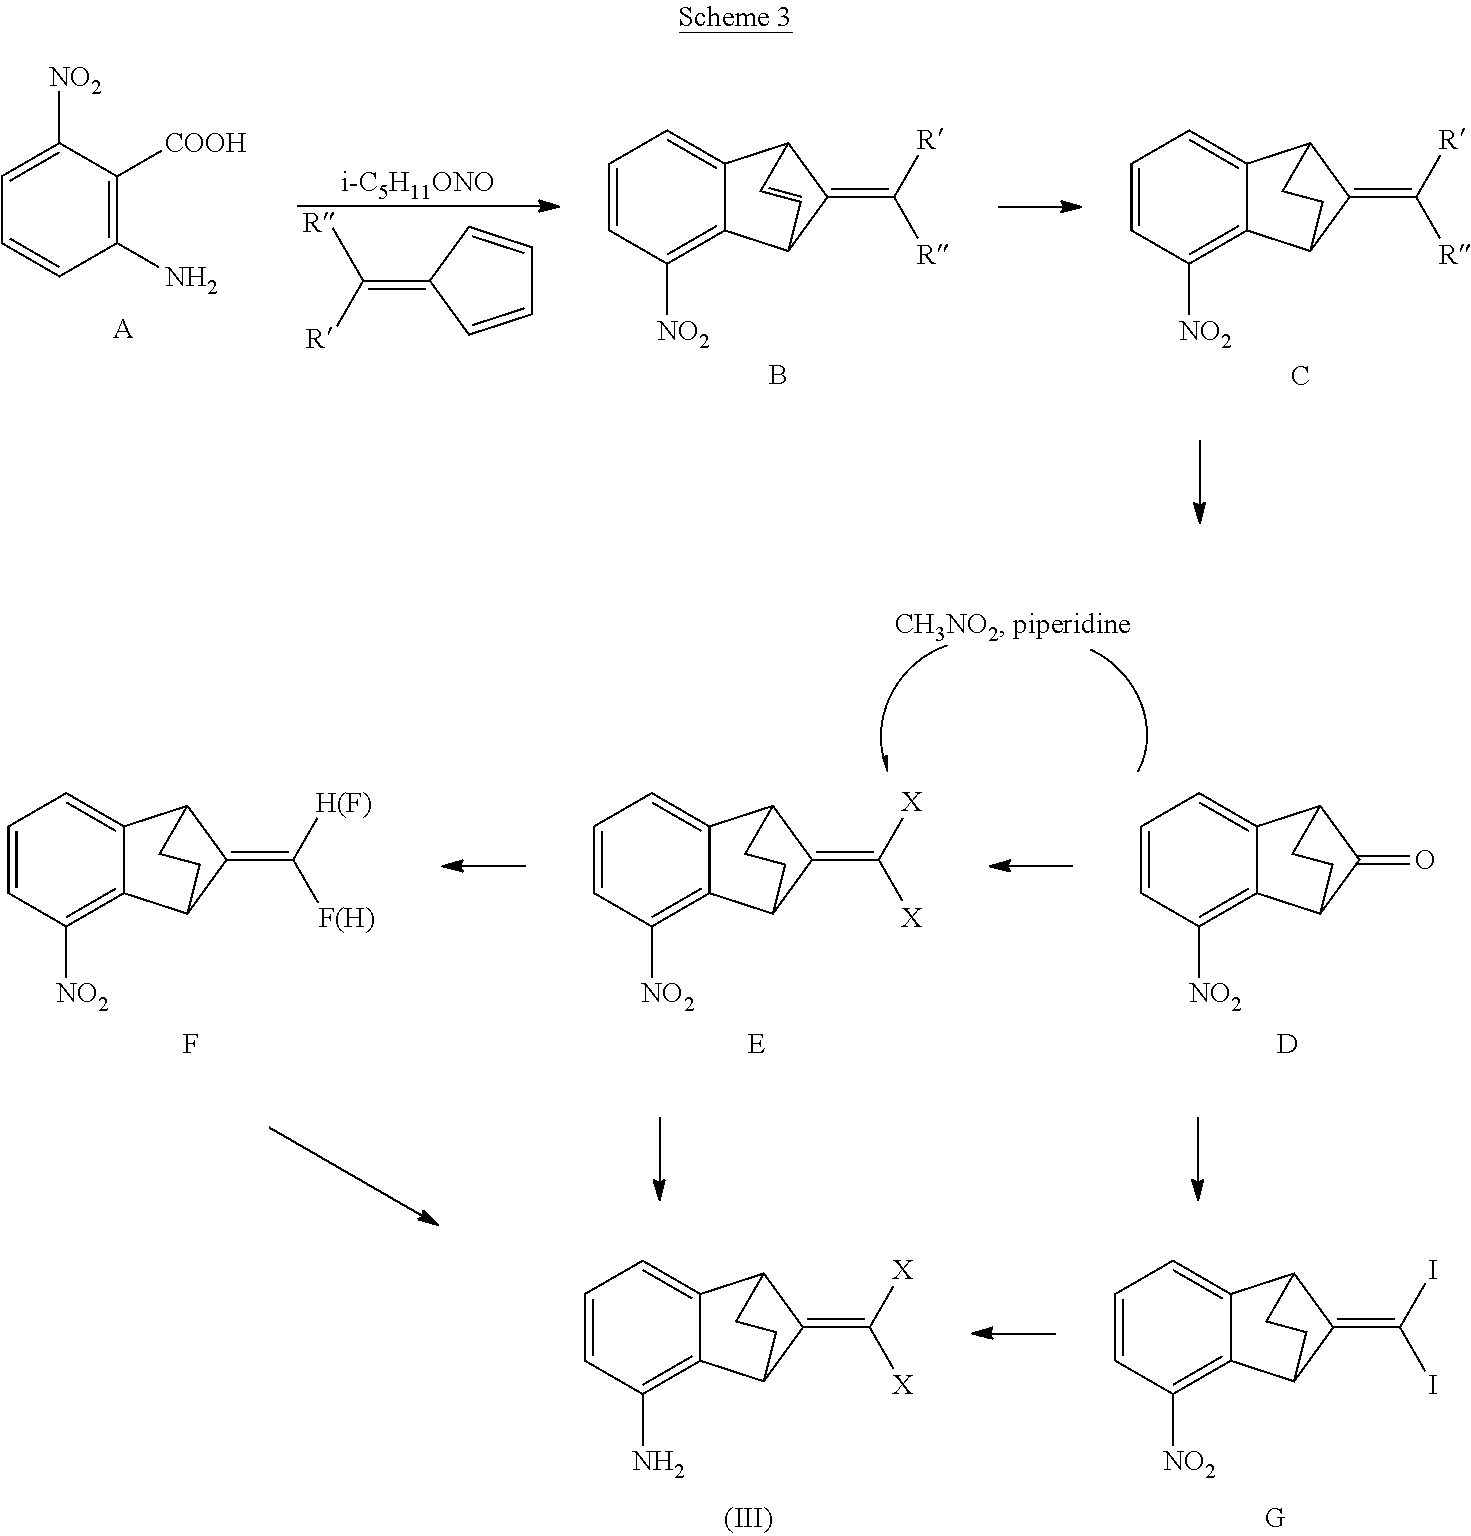 Scheme 3
NO2
COOH
NH2
A
i-C5H11ONO
R″
R′
R′
R″
NO2
B
R′
R″
NO2
C
CH3NO2, piperidine
H(F)
F(H)
NO2
F
X
X
NO2
E
O
NO2
D
X
X
NH2
(III)
I
I
NO2
G